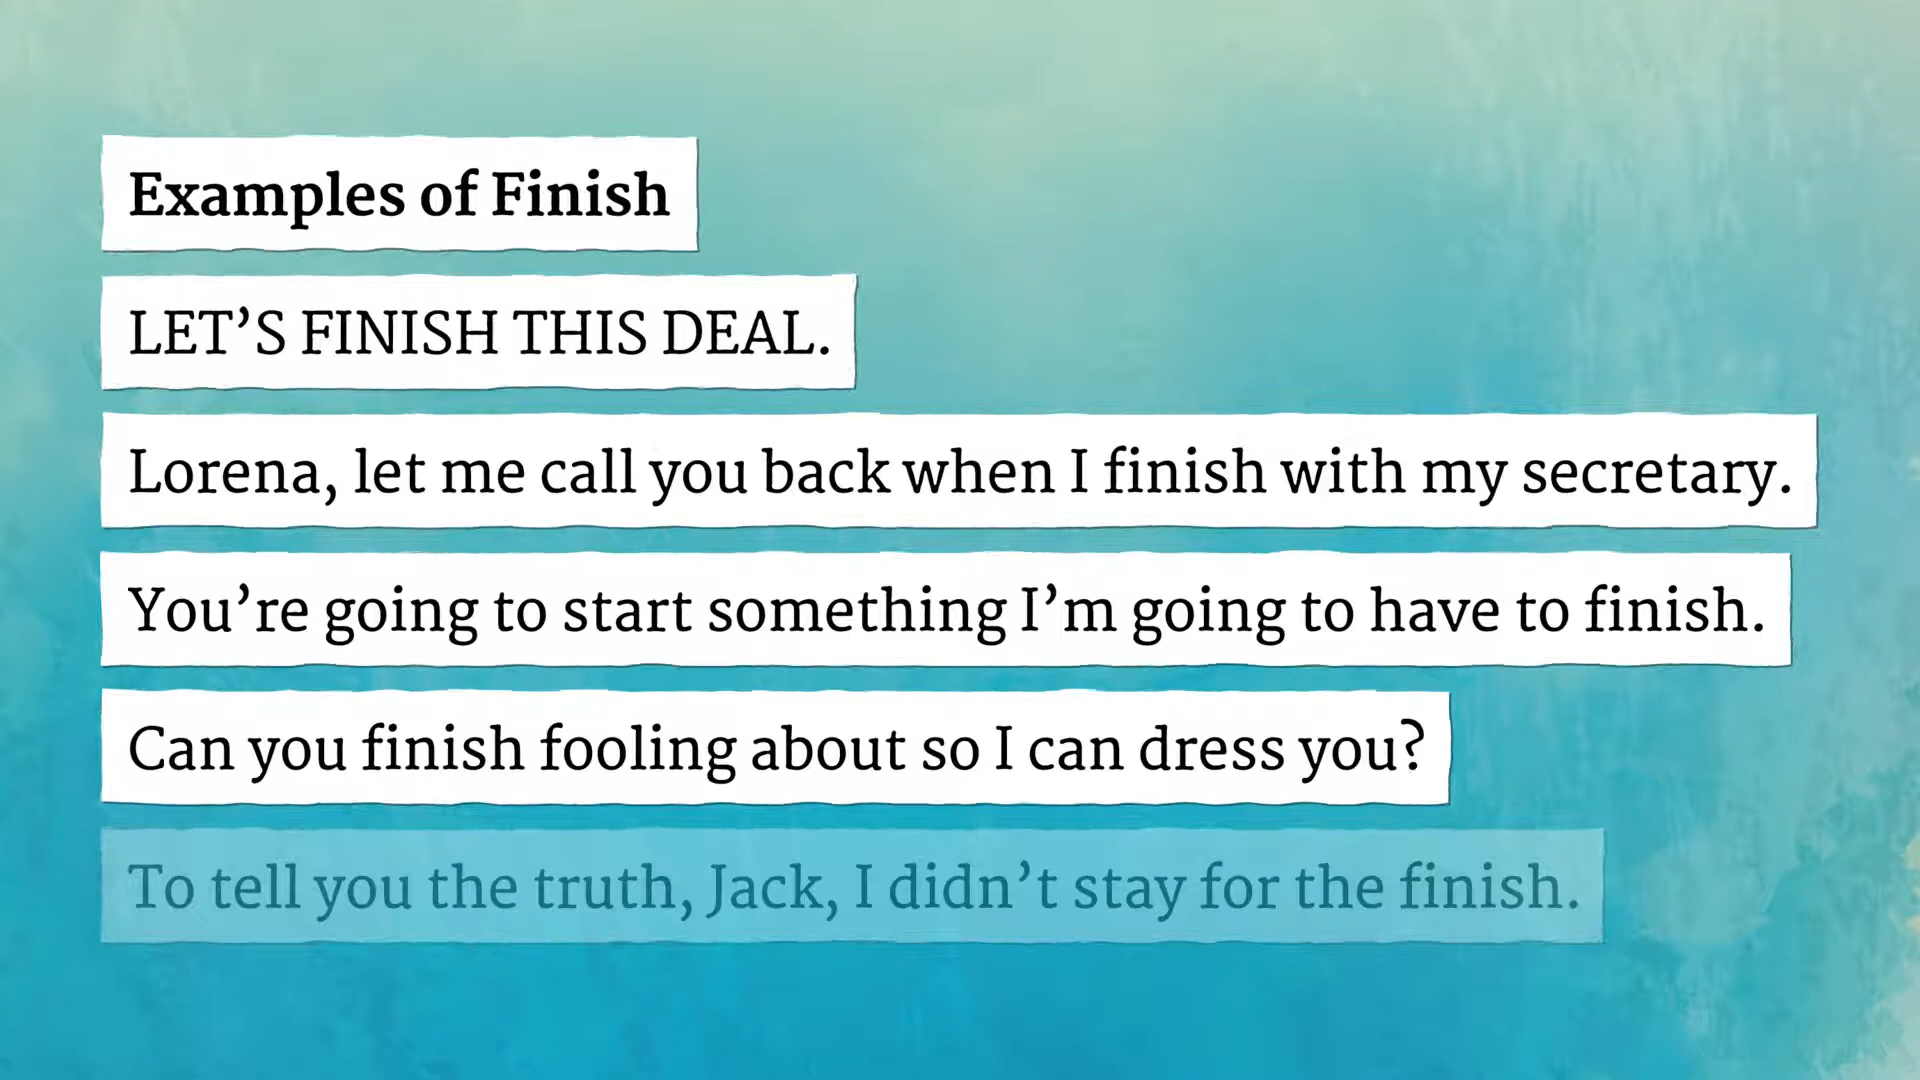 Examples of Finish
LET’S FINISH THIS DEAL.
Lorena, let me call you back when I finish with my secretary.
You’re going to start something I’m going to have to finish.
Can you finish fooling about so I can dress you?
To tell you the truth, Jack, I didn’t stay for the finish.